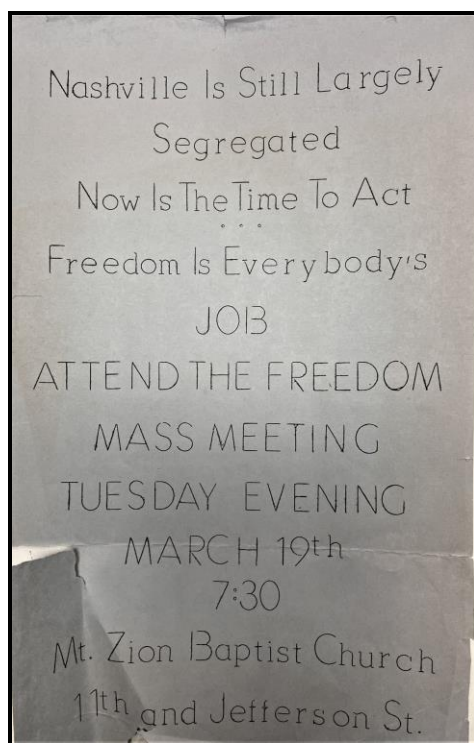 Nashville Is Still Largely
Segregated
Now Is The Time To Act
• • •
Freedom Is Everybody's
JOB
ATTEND THE FREEDOM
MASS MEETING
TUESDAY EVENING
MARCH 19th
7:30
Mt. Zion Baptist Church
11th and Jefferson St.